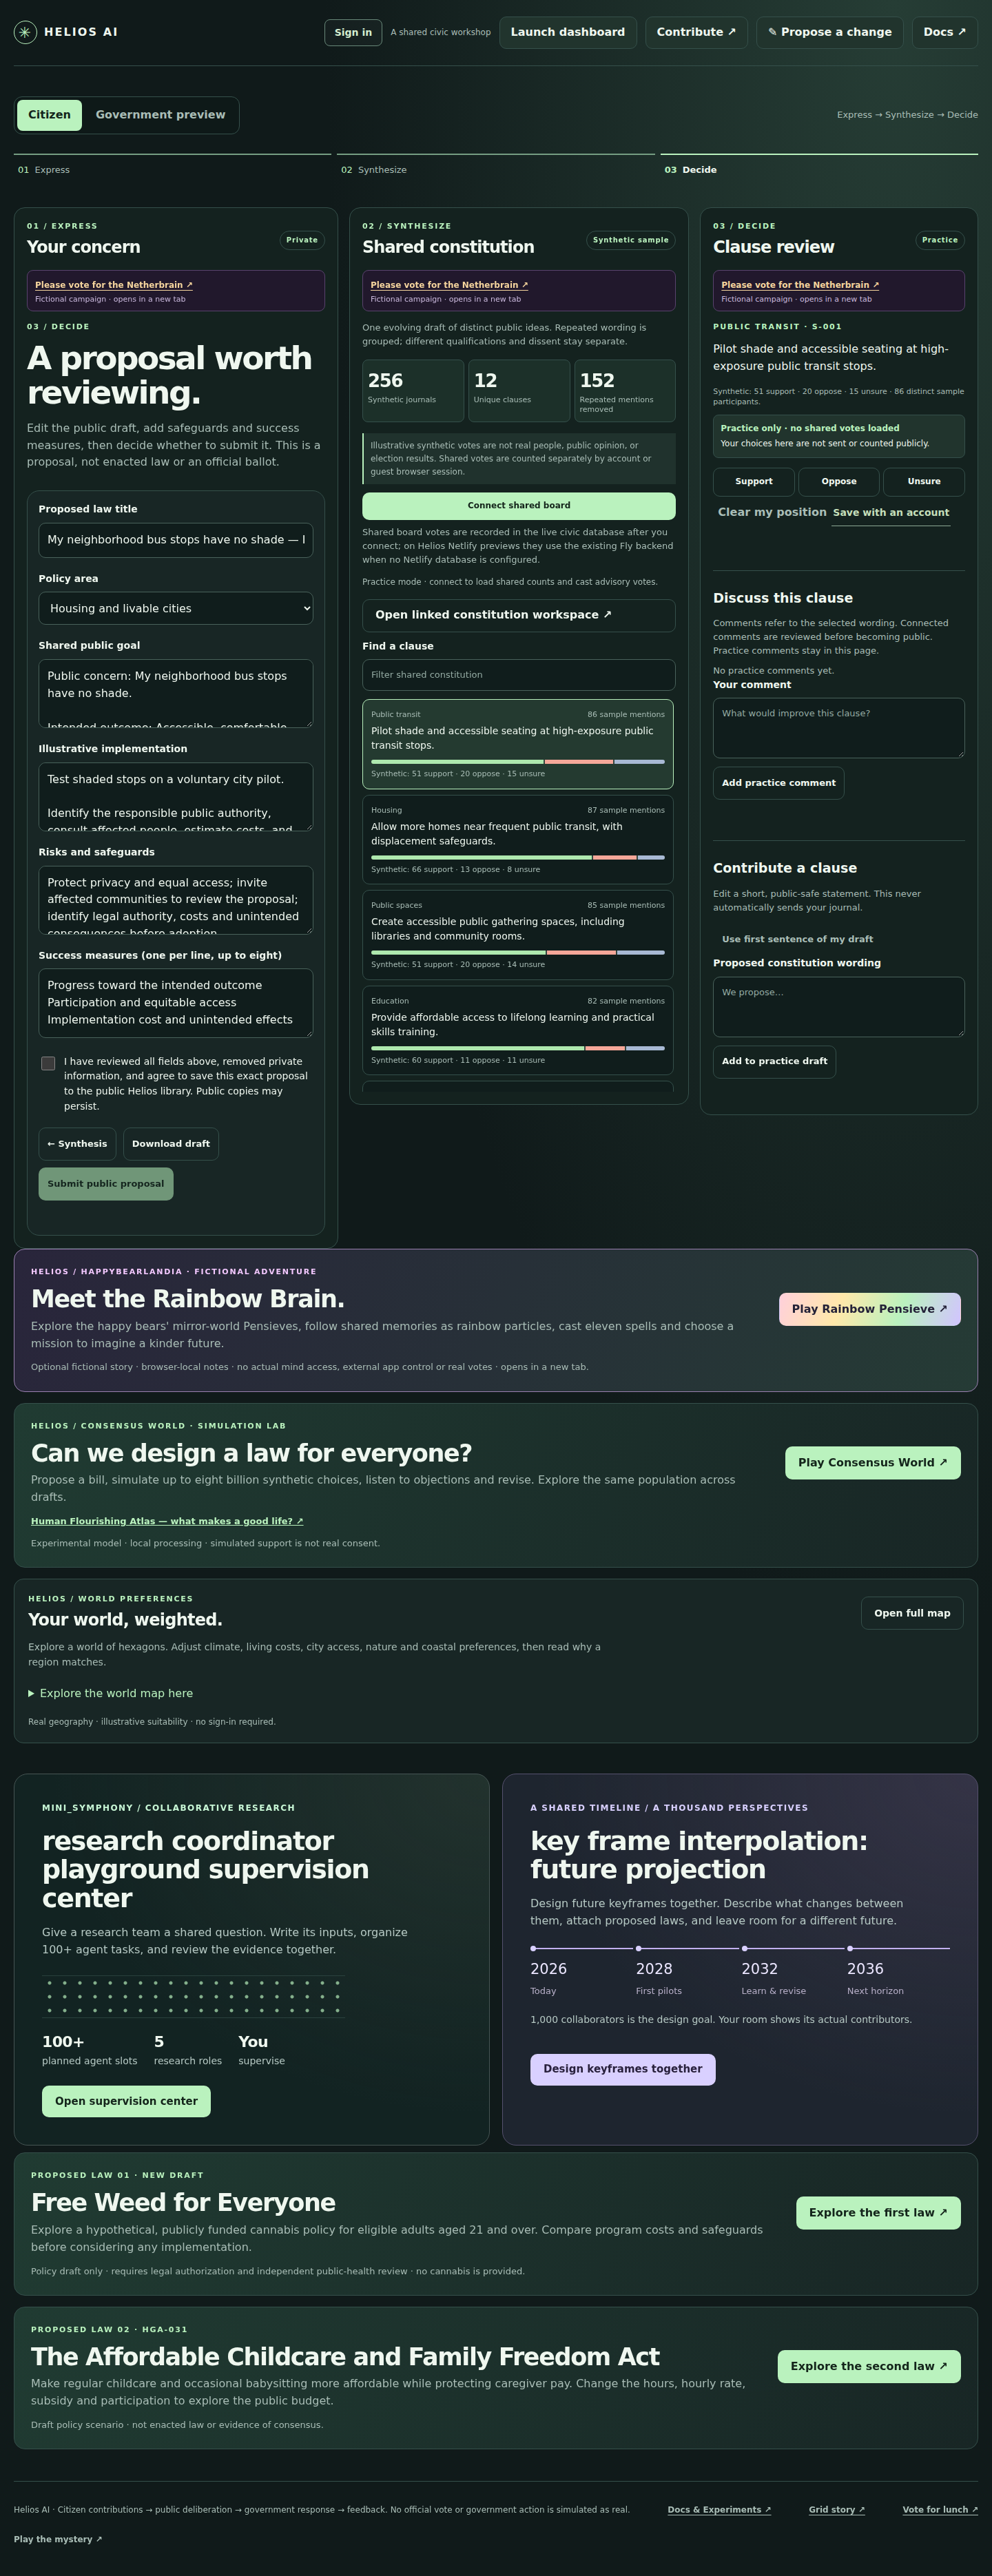 HELIOS AI
Sign in
A shared civic workshop
Launch dashboard
Contribute ↗
✎ Propose a change
Docs ↗
Citizen
Government preview
Express → Synthesize → Decide
01 Express
02 Synthesize
03 Decide
01 / EXPRESS
Your concern
Private
Please vote for the Netherbrain ↗
Fictional campaign · opens in a new tab
03 / DECIDE
A proposal worth
reviewing.
Edit the public draft, add safeguards and success
measures, then decide whether to submit it. This is a
proposal, not enacted law or an official ballot.
Proposed law title
My neighborhood bus stops have no shade —
Policy area
Housing and livable cities
Shared public goal
Public concern: My neighborhood bus stops
have no shade.
Intended outcome: Accessible, comfortable
Illustrative implementation
Test shaded stops on a voluntary city pilot.
Identify the responsible public authority,
consult affected people, estimate costs, and
Risks and safeguards
Protect privacy and equal access; invite
affected communities to review the proposal;
identify legal authority, costs and unintended
consequences before adoption.
Success measures (one per line, up to eight)
Progress toward the intended outcome
Participation and equitable access
Implementation cost and unintended effects
I have reviewed all fields above, removed private
information, and agree to save this exact proposal
to the public Helios library. Public copies may
persist.
← Synthesis
Download draft
Submit public proposal
02 / SYNTHESIZE
Shared constitution
Synthetic sample
Please vote for the Netherbrain ↗
Fictional campaign · opens in a new tab
One evolving draft of distinct public ideas. Repeated wording is
grouped; different qualifications and dissent stay separate.
256
Synthetic journals
12
Unique clauses
152
Repeated mentions
removed
Illustrative synthetic votes are not real people, public opinion, or
election results. Shared votes are counted separately by account or
guest browser session.
Connect shared board
Shared board votes are recorded in the live civic database after you
connect; on Helios Netlify previews they use the existing Fly backend
when no Netlify database is configured.
Practice mode · connect to load shared counts and cast advisory votes.
Open linked constitution workspace ↗
Find a clause
Filter shared constitution
Public transit
86 sample mentions
Pilot shade and accessible seating at high-exposure public
transit stops.
Synthetic: 51 support · 20 oppose · 15 unsure
Housing
87 sample mentions
Allow more homes near frequent public transit, with
displacement safeguards.
Synthetic: 66 support · 13 oppose · 8 unsure
Public spaces
85 sample mentions
Create accessible public gathering spaces, including
libraries and community rooms.
Synthetic: 51 support · 20 oppose · 14 unsure
Education
82 sample mentions
Provide affordable access to lifelong learning and practical
skills training.
Synthetic: 60 support · 11 oppose · 11 unsure
03 / DECIDE
Clause review
Practice
Please vote for the Netherbrain ↗
Fictional campaign · opens in a new tab
PUBLIC TRANSIT · S-001
Pilot shade and accessible seating at high-
exposure public transit stops.
Synthetic: 51 support · 20 oppose · 15 unsure · 86 distinct sample
participants.
Practice only · no shared votes loaded
Your choices here are not sent or counted publicly.
Support
Oppose
Unsure
Clear my position
Save with an account
Discuss this clause
Comments refer to the selected wording. Connected
comments are reviewed before becoming public.
Practice comments stay in this page.
No practice comments yet.
Your comment
What would improve this clause?
Add practice comment
Contribute a clause
Edit a short, public-safe statement. This never
automatically sends your journal.
Use first sentence of my draft
Proposed constitution wording
We propose...
Add to practice draft
HELIOS / HAPPYBEARLANDIA · FICTIONAL ADVENTURE
Meet the Rainbow Brain.
Explore the happy bears' mirror-world Pensieves, follow shared memories as rainbow particles, cast eleven spells and choose a
mission to imagine a kinder future.
Optional fictional story · browser-local notes · no actual mind access, external app control or real votes · opens in a new tab.
Play Rainbow Pensieve ↗
HELIOS / CONSENSUS WORLD · SIMULATION LAB
Can we design a law for everyone?
Propose a bill, simulate up to eight billion synthetic choices, listen to objections and revise. Explore the same population across
drafts.
Human Flourishing Atlas — what makes a good life? ↗
Experimental model · local processing · simulated support is not real consent.
Play Consensus World ↗
HELIOS / WORLD PREFERENCES
Your world, weighted.
Explore a world of hexagons. Adjust climate, living costs, city access, nature and coastal preferences, then read why a
region matches.
▶ Explore the world map here
Real geography · illustrative suitability · no sign-in required.
Open full map
MINI_SYMPHONY / COLLABORATIVE RESEARCH
research coordinator
playground supervision
center
Give a research team a shared question. Write its inputs, organize
100+ agent tasks, and review the evidence together.
100+
planned agent slots
5
research roles
You
supervise
Open supervision center
A SHARED TIMELINE / A THOUSAND PERSPECTIVES
key frame interpolation:
future projection
Design future keyframes together. Describe what changes between
them, attach proposed laws, and leave room for a different future.
2026
Today
2028
First pilots
2032
Learn & revise
2036
Next horizon
1,000 collaborators is the design goal. Your room shows its actual contributors.
Design keyframes together
PROPOSED LAW 01 · NEW DRAFT
Free Weed for Everyone
Explore a hypothetical, publicly funded cannabis policy for eligible adults aged 21 and over. Compare program costs and safeguards
before considering any implementation.
Policy draft only · requires legal authorization and independent public-health review · no cannabis is provided.
Explore the first law ↗
PROPOSED LAW 02 · HGA-031
The Affordable Childcare and Family Freedom Act
Make regular childcare and occasional babysitting more affordable while protecting caregiver pay. Change the hours, hourly rate,
subsidy and participation to explore the public budget.
Draft policy scenario · not enacted law or evidence of consensus.
Explore the second law ↗
Helios AI · Citizen contributions → public deliberation → government response → feedback. No official vote or government action is simulated as real.
Docs & Experiments ↗
Grid story ↗
Vote for lunch ↗
Play the mystery ↗